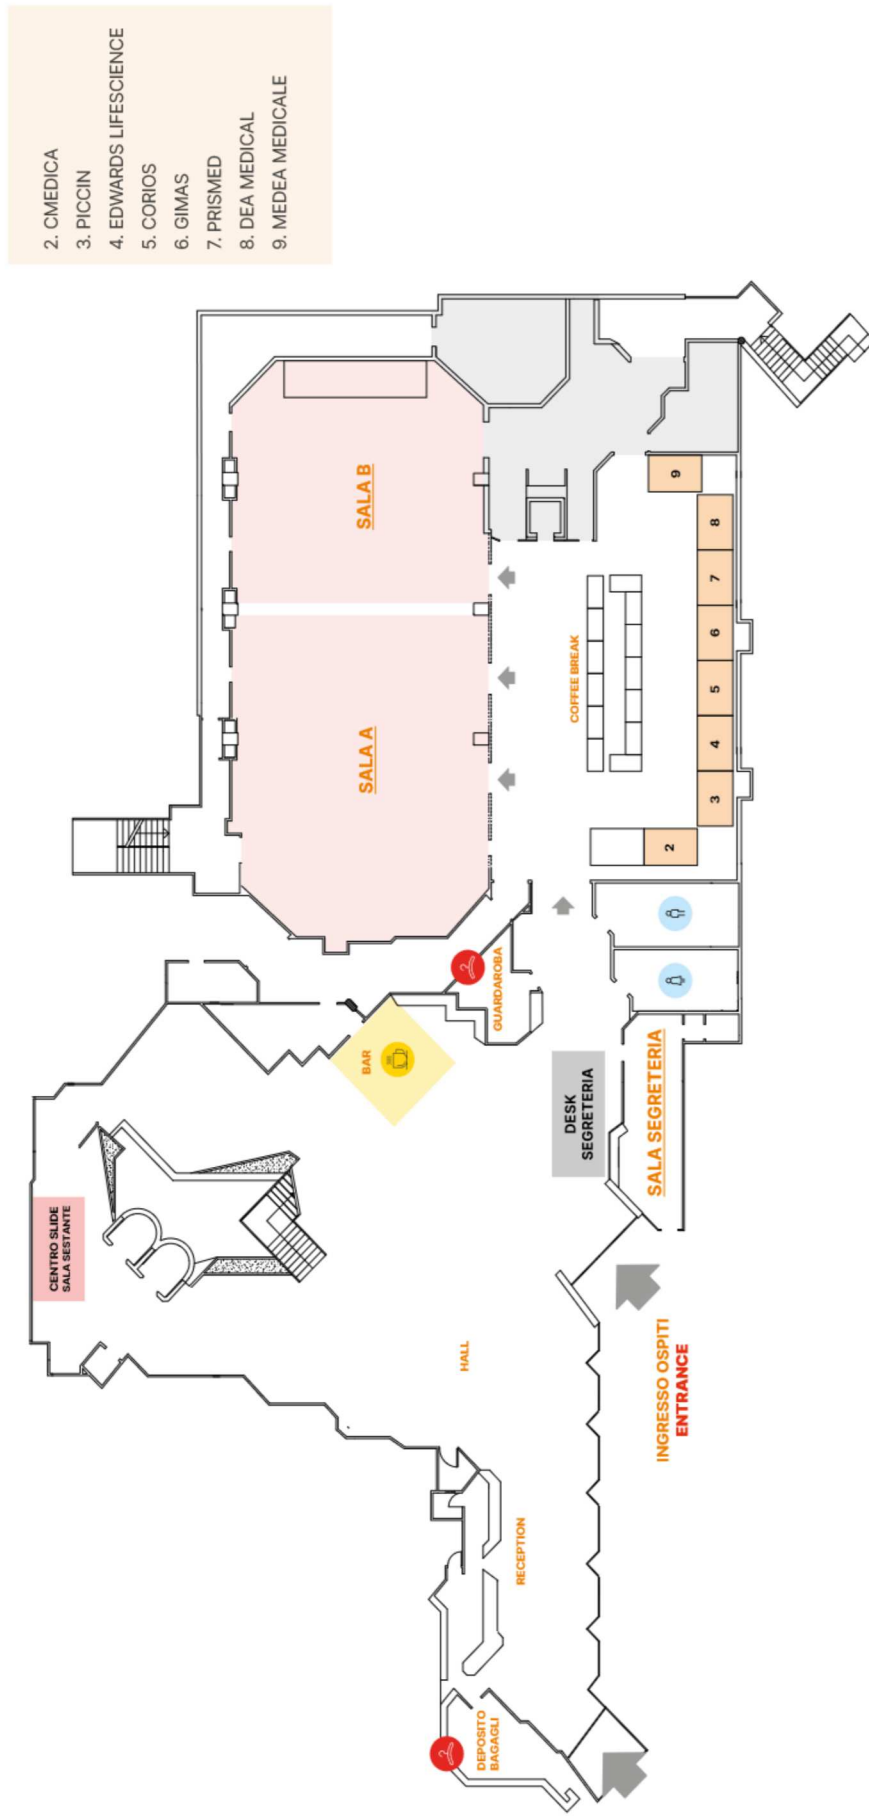 2. CMEDICA
3. PICCIN
4. EDWARDS LIFESCIENCE
5. CORIOS
6. GIMAS
7. PRISMED
8. DEA MEDICAL
9. MEDEA MEDICALE
CENTRO SLIDE
SALA SESTANTE
SALA A
SALA B
BAR
GUARDAROBA
COFFEE BREAK
HALL
RECEPTION
DEPOSITO
BAGAGLI
DESK
SEGRETERIA
SALA SEGRETERIA
2
3
4
5
6
7
8
9
INGRESSO OSPITI
ENTRANCE